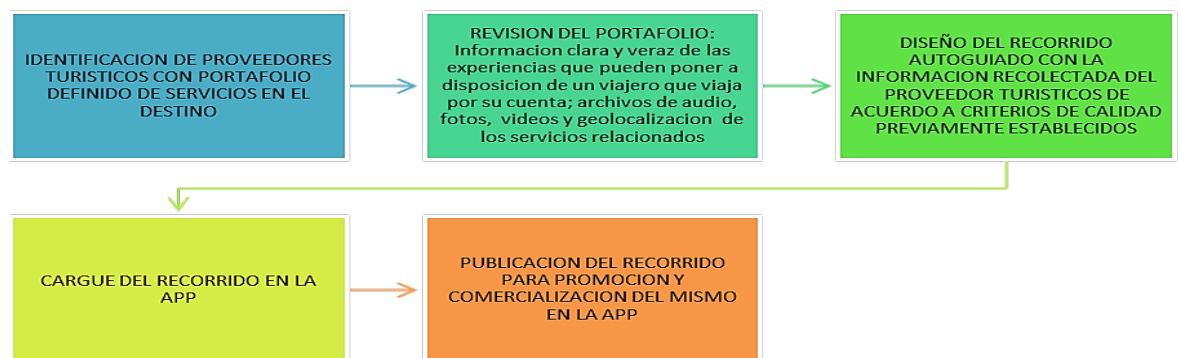 IDENTIFICACION DE PROVEEDORES
TURISTICOS CON PORTAFOLIO
DEFINIDO DE SERVICIOS EN EL
DESTINO
REVISION DEL PORTAFOLIO:
Informacion clara y veraz de las
experiencias que pueden poner a
disposicion de un viajero que viaja
por su cuenta; archivos de audio,
fotos, videos y geolocalizacion de
los servicios relacionados
DISEÑO DEL RECORRIDO
AUTOGUIADO CON LA
INFORMACION RECOLECTADA DEL
PROVEEDOR TURISTICOS DE
ACUERDO A CRITERIOS DE CALIDAD
PREVIAMENTE ESTABLECIDOS
CARGUE DEL RECORRIDO EN LA
APP
PUBLICACION DEL RECORRIDO
PARA PROMOCION Y
COMERCIALIZACION DEL MISMO
EN LA APP